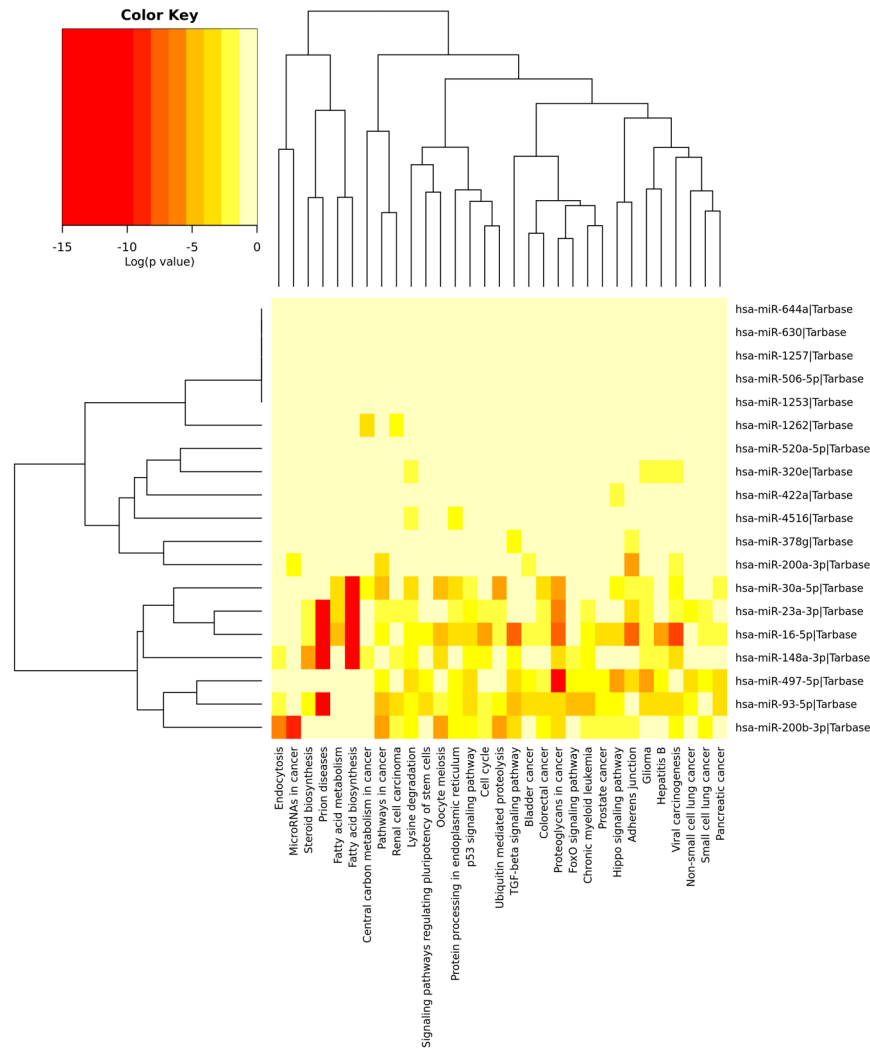 Color Key
-15 -10 -5 0
Log(p value)
hsa-miR-644a|Tarbase
hsa-miR-630|Tarbase
hsa-miR-1257|Tarbase
hsa-miR-506-5p|Tarbase
hsa-miR-1253|Tarbase
hsa-miR-1262|Tarbase
hsa-miR-520a-5p|Tarbase
hsa-miR-320e|Tarbase
hsa-miR-422a|Tarbase
hsa-miR-4516|Tarbase
hsa-miR-378g|Tarbase
hsa-miR-200a-3p|Tarbase
hsa-miR-30a-5p|Tarbase
hsa-miR-23a-3p|Tarbase
hsa-miR-16-5p|Tarbase
hsa-miR-148a-3p|Tarbase
hsa-miR-497-5p|Tarbase
hsa-miR-93-5p|Tarbase
hsa-miR-200b-3p|Tarbase
Endocytosis
MicroRNAs in cancer
Steroid biosynthesis
Prion diseases
Fatty acid metabolism
Fatty acid biosynthesis
Central carbon metabolism in cancer
Pathways in cancer
Renal cell carcinoma
Lysine degradation
Signaling pathways regulating pluripotency of stem cells
Oocyte meiosis
Protein processing in endoplasmic reticulum
p53 signaling pathway
Cell cycle
Ubiquitin mediated proteolysis
TGF-beta signaling pathway
Bladder cancer
Colorectal cancer
Proteoglycans in cancer
FoxO signaling pathway
Chronic myeloid leukemia
Prostate cancer
Hippo signaling pathway
Adherens junction
Glioma
Hepatitis B
Viral carcinogenesis
Non-small cell lung cancer
Small cell lung cancer
Pancreatic cancer